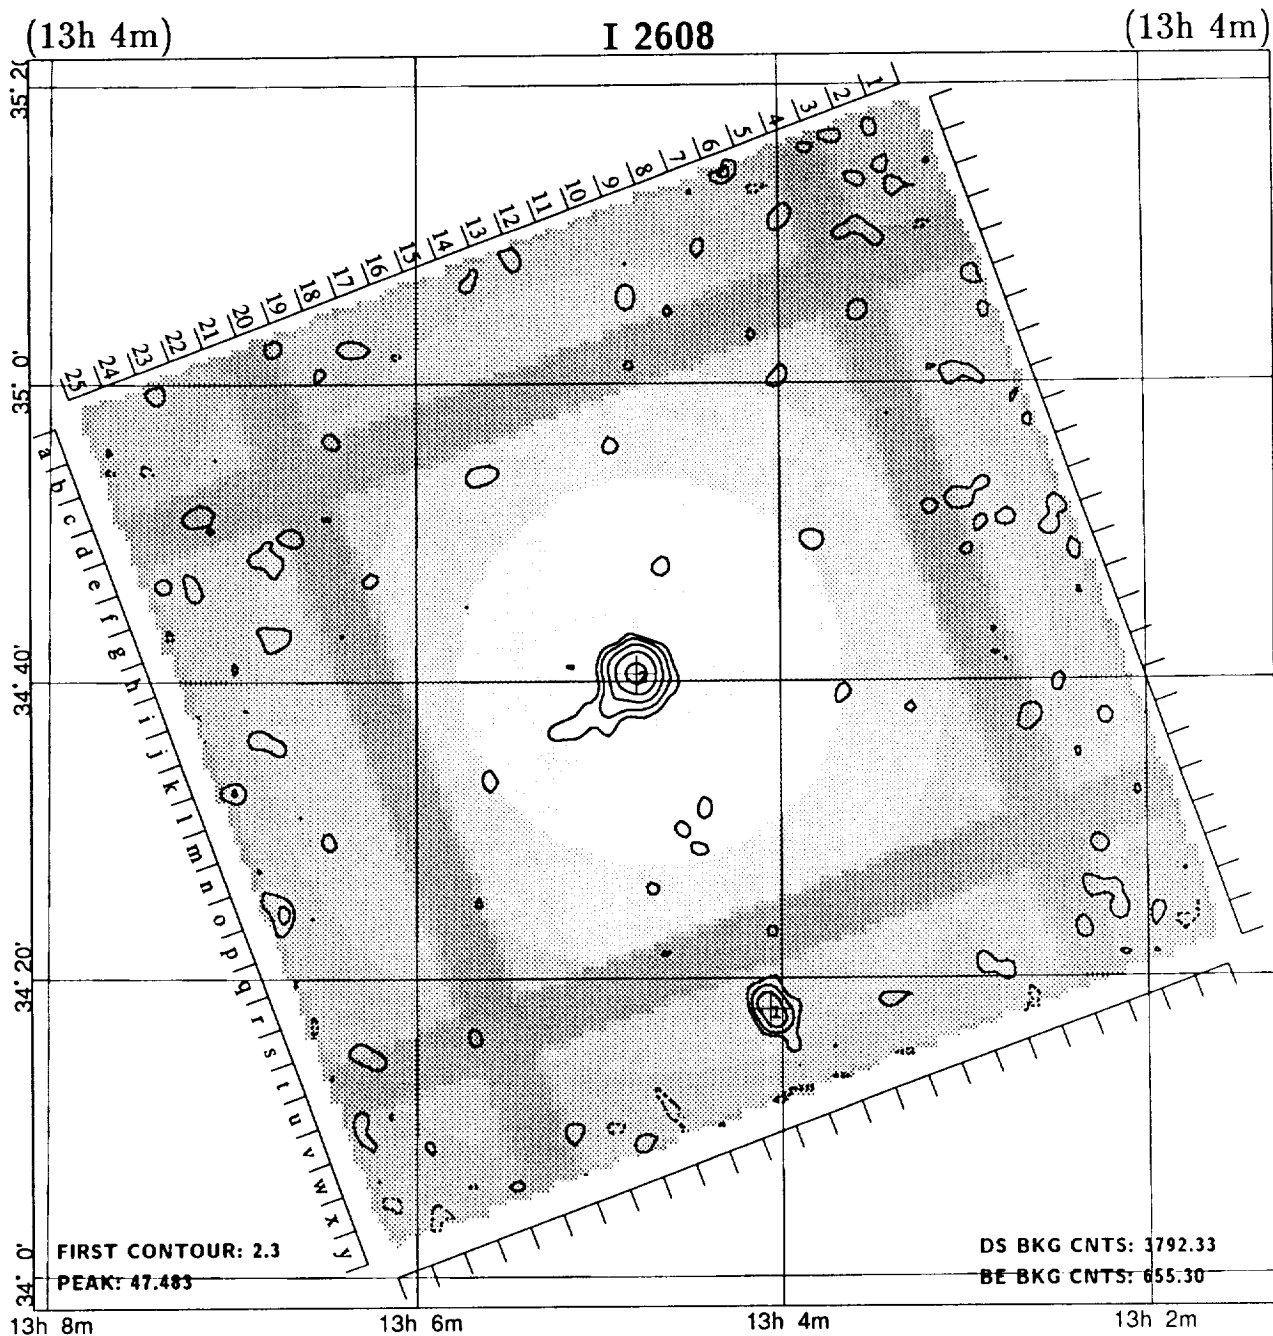 (13h 4m) I 2608 (13h 4m)
35° 20
1 2 3 4 5 6 7 8 9 10 11 12 13 14 15 16 17 18 19 20 21 22 23 24 25
35° 0'
a b c d e f g h i j k l m n o p q r s t u v w x y
34° 40'
2
34° 20'
1
34° 0'
FIRST CONTOUR: 2.3
PEAK: 47.483
DS BKG CNTS: 3792.33
BE BKG CNTS: 655.30
13h 8m 13h 6m 13h 4m 13h 2m